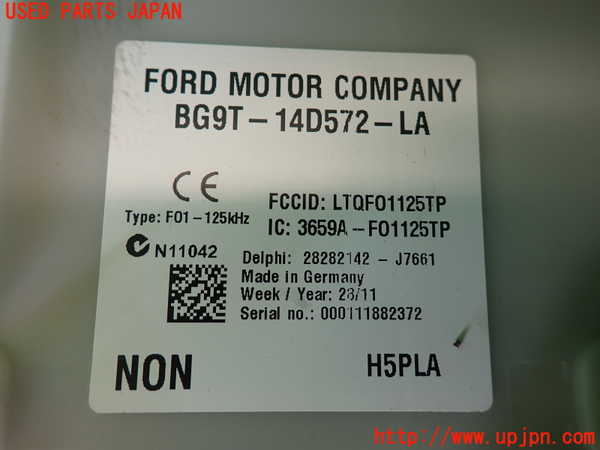 USED PARTS JAPAN
FORD MOTOR COMPANY
BG9T-14D572-LA
CE
FCCID: LTQFO1125TP
Type: FO1-125kHz
IC: 3659A-FO1125TP
N11042
Delphi: 28282142 - J7661
Made in Germany
Week / Year: 23/11
Serial no.: 000111882372
NON
H5PLA
http://www.upjpn.com/